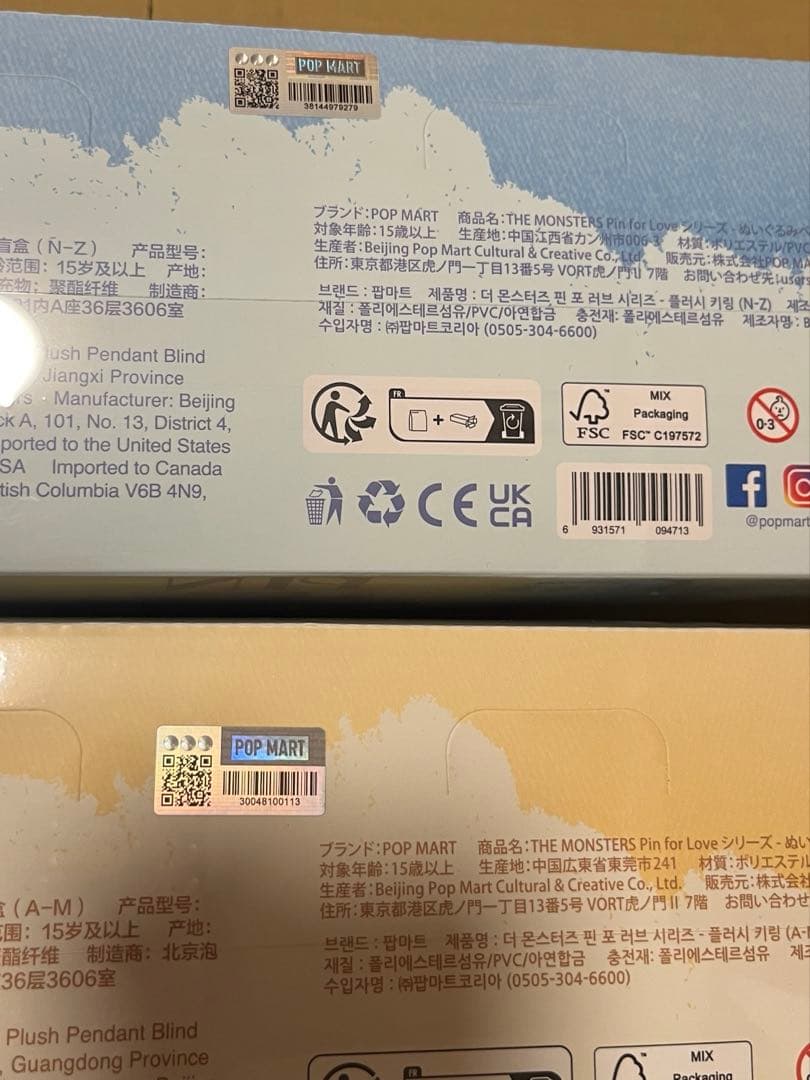 POP MART
38144979279
盲盒（N-Z） 产品型号：
龄范围：15岁及以上 产地：
充物：聚酯纤维 制造商：
内A座36层3606室
Plush Pendant Blind
Jiangxi Province
Manufacturer: Beijing
ck A, 101, No. 13, District 4,
ported to the United States
SA Imported to Canada
tish Columbia V6B 4N9,
ブランド：POP MART 商品名：THE MONSTERS Pin for Love シリーズ - ぬいぐるみペ
対象年齢：15歳以上 生産地：中国江西省カン州市006-3 材質：ポリエステル/PVC
生産者：Beijing Pop Mart Cultural & Creative Co., Ltd. 販売元：株式会社POP MA
住所：東京都港区虎ノ門一丁目13番5号 VORT虎ノ門II 7階 お問い合わせ先：users
브랜드 : 팝마트 제품명 : 더 몬스터즈 핀 포 러브 시리즈 - 플러시 키링 (N-Z) 제조
재질 : 폴리에스테르섬유/PVC/아연합금 충전재: 폴리에스테르섬유 제조자명 : B
수입자명 : ㈜팝마트코리아 (0505-304-6600)
FR
MIX
Packaging
FSC™ C197572
FSC™
0-3
CE
UK
CA
6 931571 094713
@popmart
POP MART
30048100113
盒（A-M） 产品型号：
范围：15岁及以上 产地：
酯纤维 制造商：北京泡
36层3606室
Plush Pendant Blind
, Guangdong Province
ブランド：POP MART 商品名：THE MONSTERS Pin for Love シリーズ - ぬい
対象年齢：15歳以上 生産地：中国広東省東莞市241 材質：ポリエステル
生産者：Beijing Pop Mart Cultural & Creative Co., Ltd. 販売元：株式会社
住所：東京都港区虎ノ門一丁目13番5号 VORT虎ノ門II 7階 お問い合わせ
브랜드 : 팝마트 제품명 : 더 몬스터즈 핀 포 러브 시리즈 - 플러시 키링 (A-
재질 : 폴리에스테르섬유/PVC/아연합금 충전재: 폴리에스테르섬유 제조
수입자명 : ㈜팝마트코리아 (0505-304-6600)
FR
MIX
Packaging